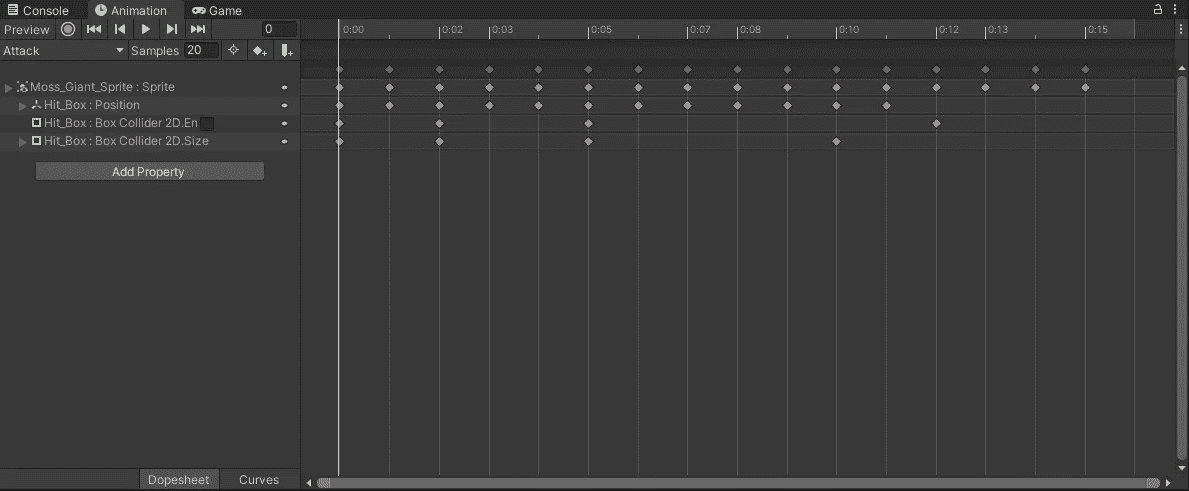 Console Animation Game
Preview 0 0:00 0:02 0:03 0:05 0:07 0:08 0:10 0:12 0:13 0:15
Attack Samples 20
Moss_Giant_Sprite : Sprite
Hit_Box : Position
Hit_Box : Box Collider 2D.En
Hit_Box : Box Collider 2D.Size
Add Property
Dopesheet Curves